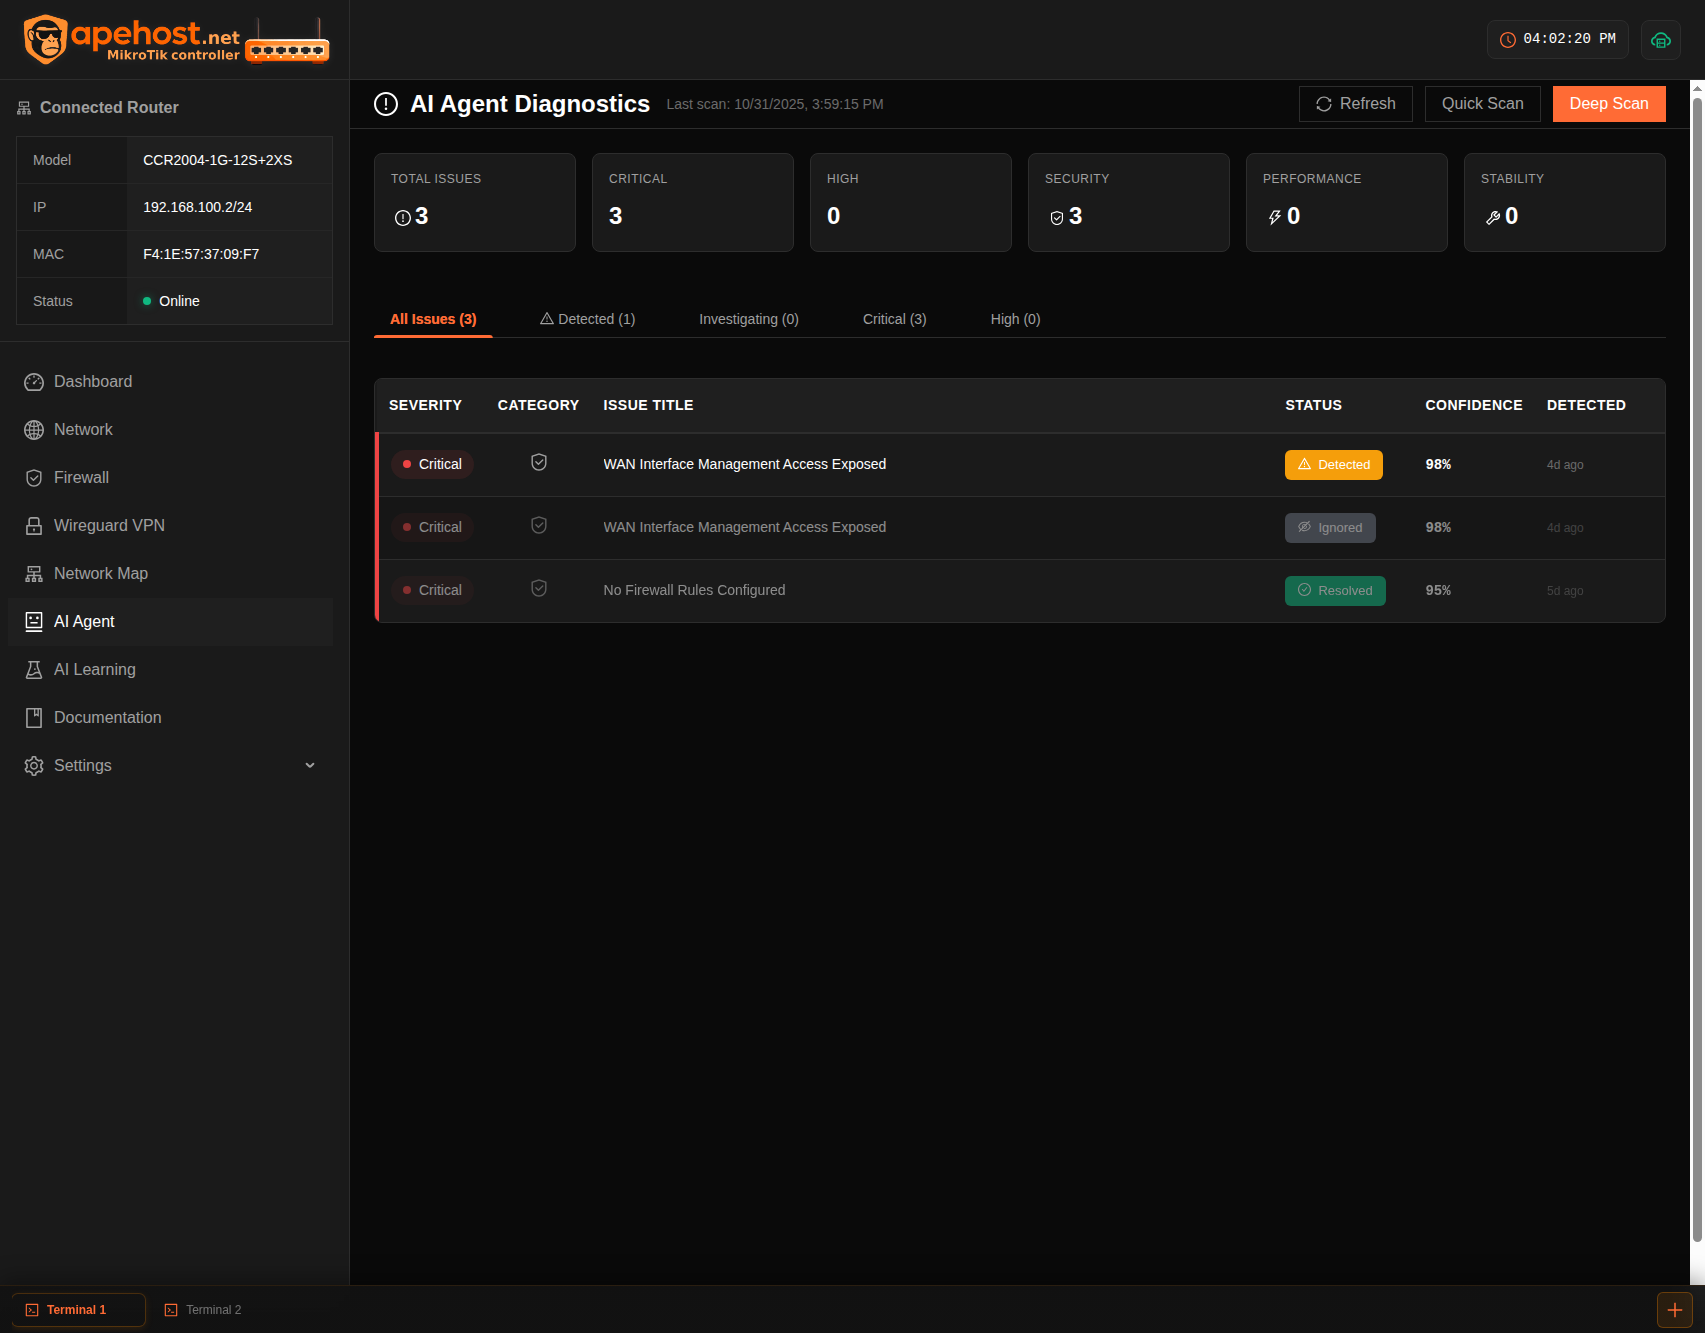 apehost.net
MikroTik controller
04:02:20 PM
Connected Router
Model CCR2004-1G-12S+2XS
IP 192.168.100.2/24
MAC F4:1E:57:37:09:F7
Status Online
Dashboard
Network
Firewall
Wireguard VPN
Network Map
AI Agent
AI Learning
Documentation
Settings
AI Agent Diagnostics Last scan: 10/31/2025, 3:59:15 PM Refresh Quick Scan Deep Scan
TOTAL ISSUES CRITICAL HIGH SECURITY PERFORMANCE STABILITY
3 3 0 3 0 0
All Issues (3) Detected (1) Investigating (0) Critical (3) High (0)
SEVERITY CATEGORY ISSUE TITLE STATUS CONFIDENCE DETECTED
Critical WAN Interface Management Access Exposed Detected 98% 4d ago
Critical WAN Interface Management Access Exposed Ignored 98% 4d ago
Critical No Firewall Rules Configured Resolved 95% 5d ago
Terminal 1 Terminal 2